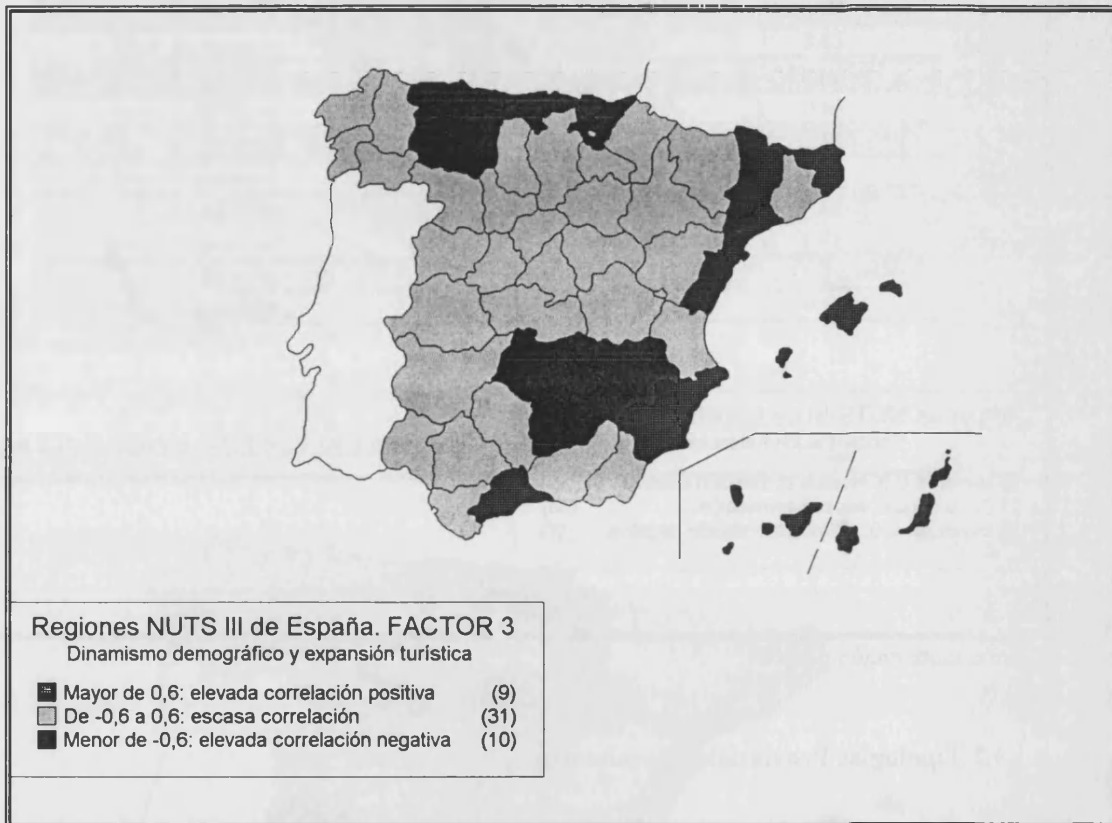 Regiones NUTS III de España. FACTOR 3
Dinamismo demográfico y expansión turística
Mayor de 0,6: elevada correlación positiva (9)
De -0,6 a 0,6: escasa correlación (31)
Menor de -0,6: elevada correlación negativa (10)